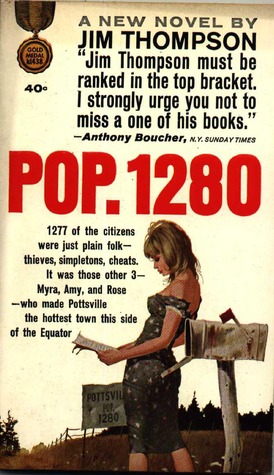 A NEW NOVEL BY
JIM THOMPSON
"Jim Thompson must be
ranked in the top bracket.
I strongly urge you not to
miss a one of his books."
—Anthony Boucher, N.Y. SUNDAY TIMES
GOLD
MEDAL
k1438
40¢
POP. 1280
1277 of the citizens
were just plain folk—
thieves, simpletons, cheats.
It was those other 3—
Myra, Amy, and Rose
—who made Pottsville
the hottest town this side
of the Equator
POTTSVIL
POP
1280